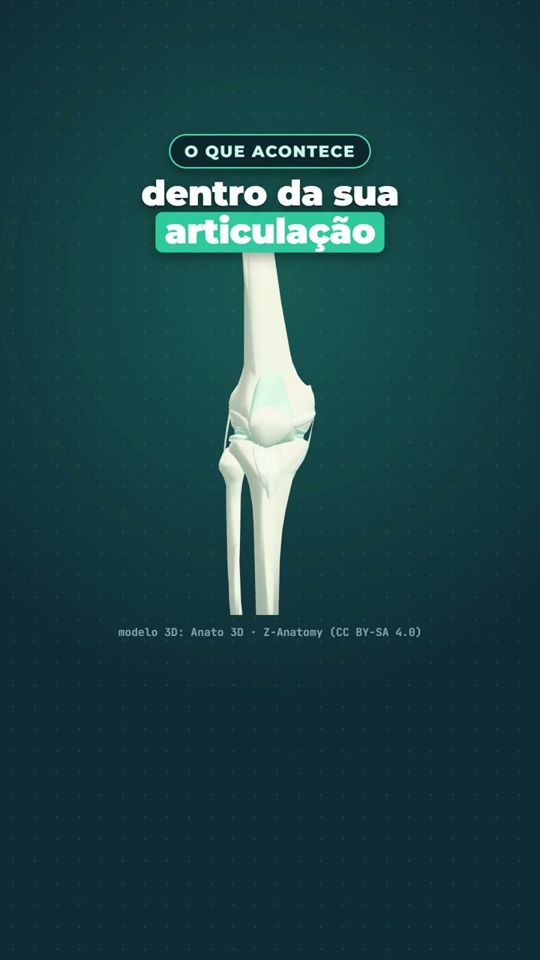 O QUE ACONTECE
dentro da sua
articulação
modelo 3D: Anato 3D · Z-Anatomy (CC BY-SA 4.0)